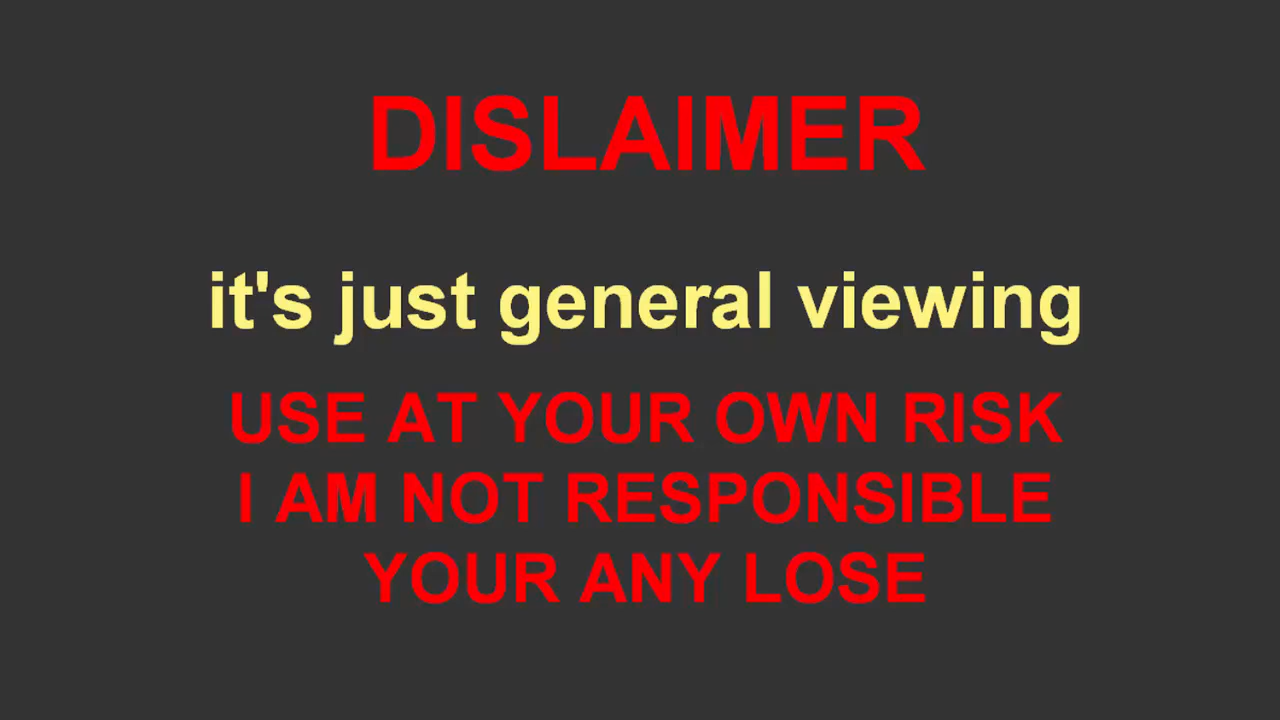 DISLAIMER
it's just general viewing
USE AT YOUR OWN RISK
I AM NOT RESPONSIBLE
YOUR ANY LOSE